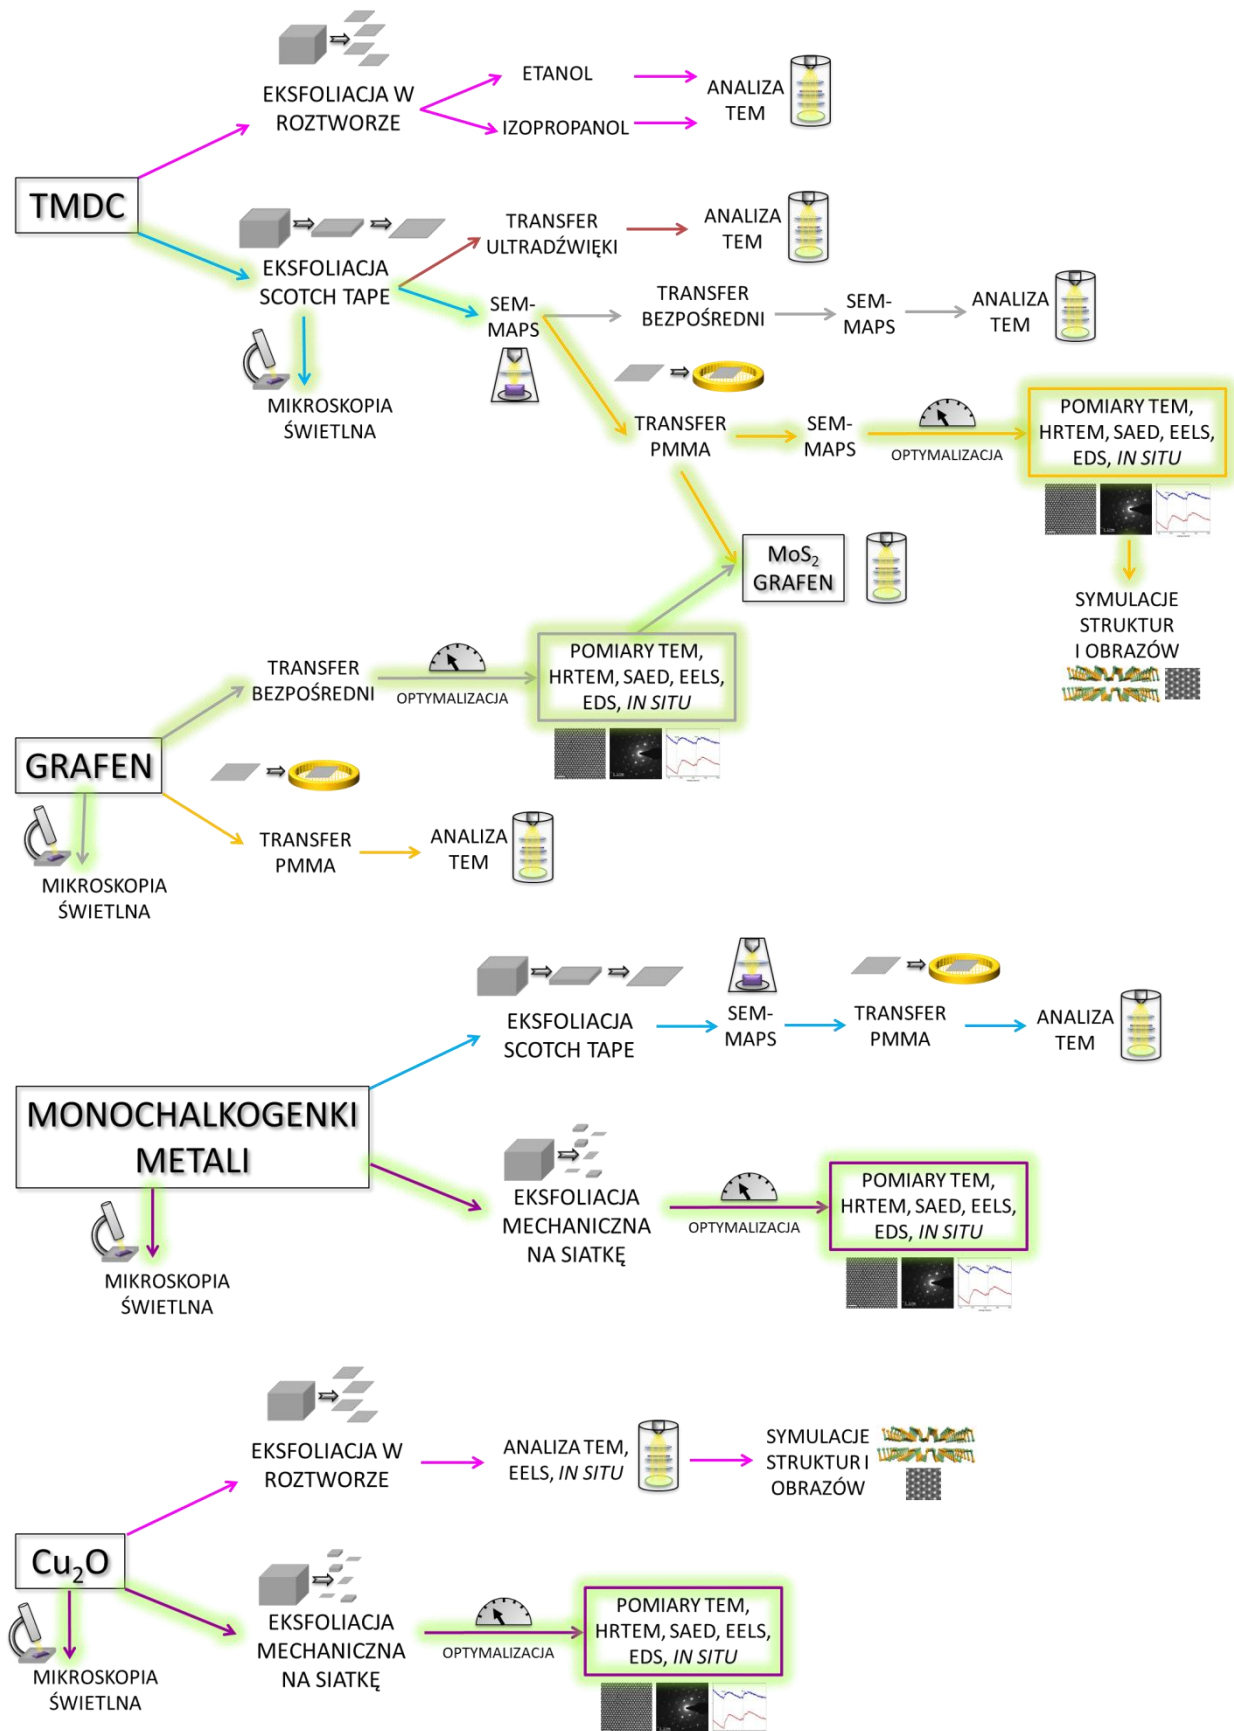 EKSFOLIACJA W
ROZTWORZE
ETANOL
IZOPROPANOL
ANALIZA
TEM
TMDC
EKSFOLIACJA
SCOTCH TAPE
TRANSFER
ULTRADŹWIĘKI
ANALIZA
TEM
SEM-
MAPS
TRANSFER
BEZPOŚREDNI
SEM-
MAPS
ANALIZA
TEM
MIKROSKOPIA
ŚWIETLNA
TRANSFER
PMMA
SEM-
MAPS
OPTYMALIZACJA
POMIARY TEM,
HRTEM, SAED, EELS,
EDS, IN SITU
MoS₂
GRAFEN
SYMULACJE
STRUKTUR
I OBRAZÓW
TRANSFER
BEZPOŚREDNI
OPTYMALIZACJA
POMIARY TEM,
HRTEM, SAED, EELS,
EDS, IN SITU
GRAFEN
TRANSFER
PMMA
ANALIZA
TEM
MIKROSKOPIA
ŚWIETLNA
EKSFOLIACJA
SCOTCH TAPE
SEM-
MAPS
TRANSFER
PMMA
ANALIZA
TEM
MONOCHALKOGENKI
METALI
EKSFOLIACJA
MECHANICZNA
NA SIATKĘ
OPTYMALIZACJA
POMIARY TEM,
HRTEM, SAED, EELS,
EDS, IN SITU
MIKROSKOPIA
ŚWIETLNA
EKSFOLIACJA W
ROZTWORZE
ANALIZA TEM,
EELS, IN SITU
SYMULACJE
STRUKTUR I
OBRAZÓW
Cu₂O
EKSFOLIACJA
MECHANICZNA
NA SIATKĘ
OPTYMALIZACJA
POMIARY TEM,
HRTEM, SAED, EELS,
EDS, IN SITU
MIKROSKOPIA
ŚWIETLNA